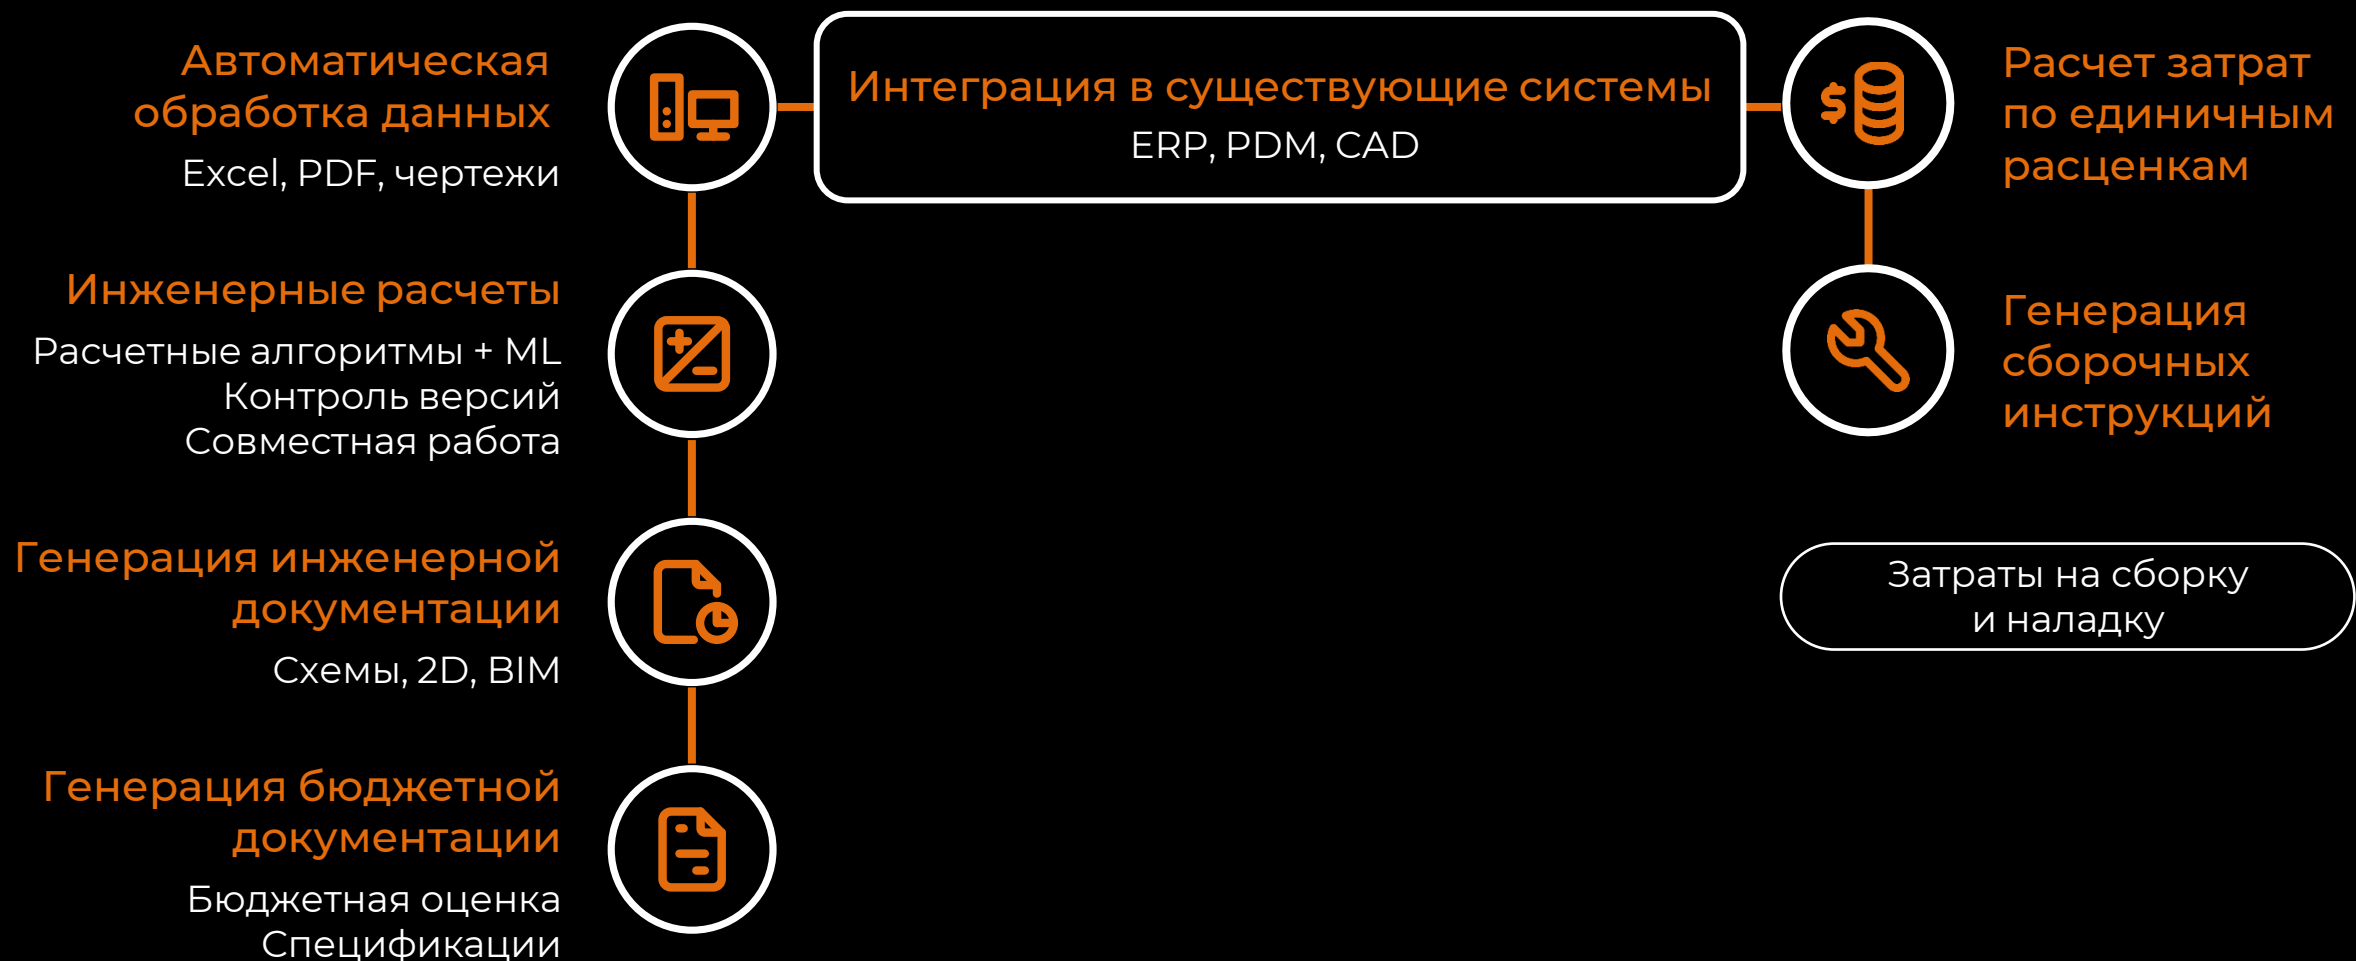 Автоматическая
обработка данных
Excel, PDF, чертежи
Инженерные расчеты
Расчетные алгоритмы + ML
Контроль версий
Совместная работа
Генерация инженерной
документации
Схемы, 2D, BIM
Генерация бюджетной
документации
Бюджетная оценка
Спецификации
Интеграция в существующие системы
ERP, PDM, CAD
Расчет затрат
по единичным
расценкам
Генерация
сборочных
инструкций
Затраты на сборку
и наладку